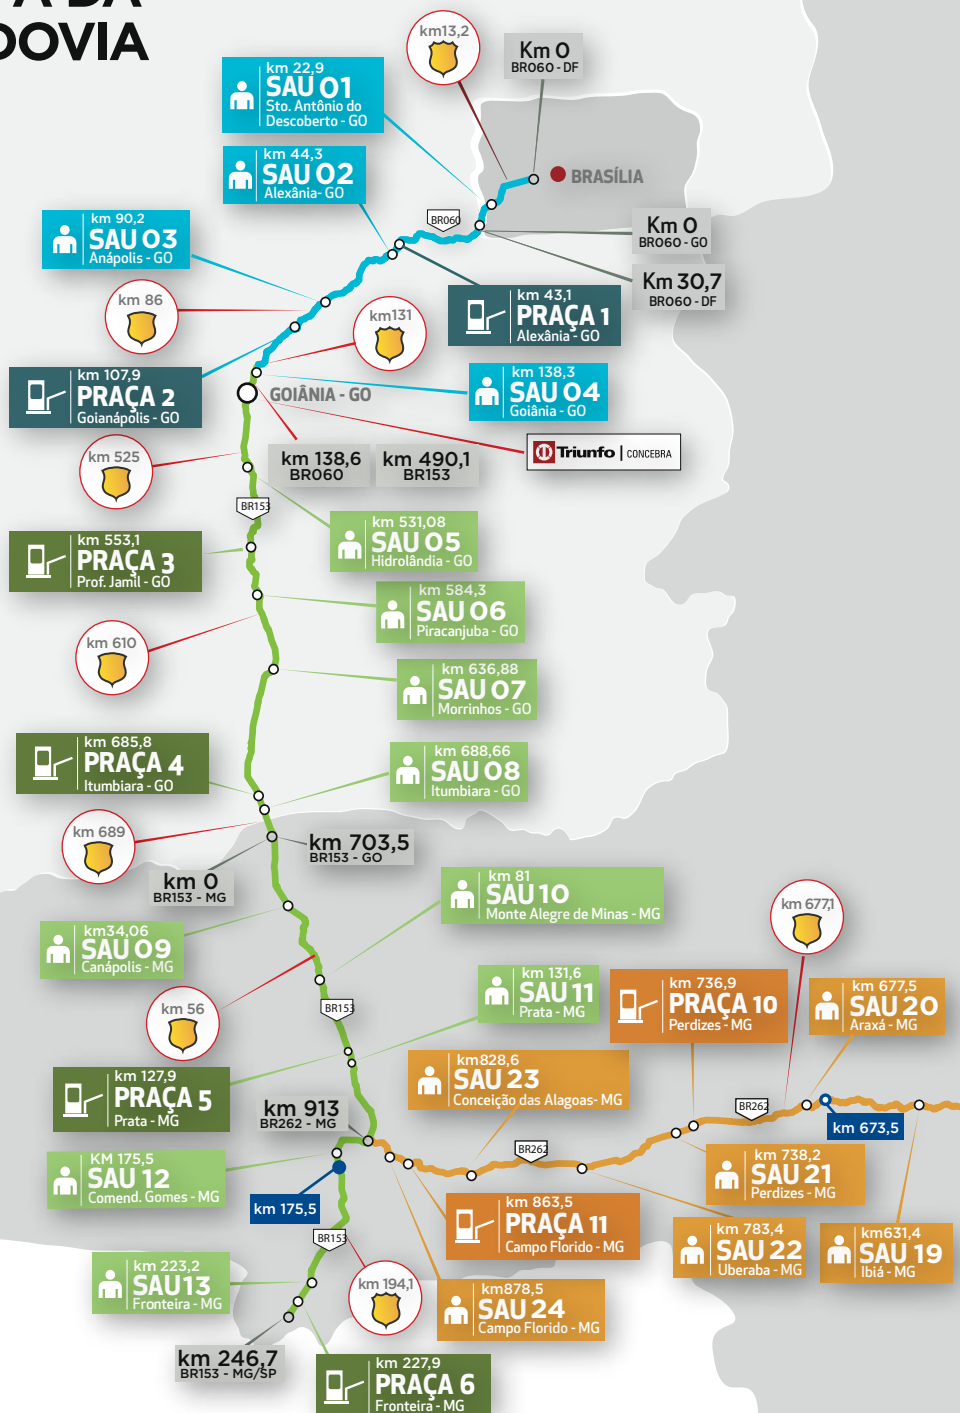 A DA
DOVIA
km13,2
Km 0
BR060 - DF
km 22,9
SAU 01
Sto. Antônio do
Descoberto - GO
km 44,3
SAU 02
Alexânia- GO
BRASÍLIA
km 90,2
SAU 03
Anápolis - GO
BR060
Km 0
BR060 - GO
Km 30,7
BR060 - DF
km 86
km131
km 43,1
PRAÇA 1
Alexânia - GO
km 107,9
PRAÇA 2
Goianápolis - GO
GOIÂNIA - GO
km 138,3
SAU 04
Goiânia - GO
km 138,6
BR060
km 490,1
BR153
Triunfo | CONCEBRA
km 525
BR153
km 531,08
SAU 05
Hidrolândia - GO
km 553,1
PRAÇA 3
Prof. Jamil - GO
km 584,3
SAU 06
Piracanjuba - GO
km 610
km 636,88
SAU 07
Morrinhos - GO
km 685,8
PRAÇA 4
Itumbiara - GO
km 688,66
SAU 08
Itumbiara - GO
km 689
km 703,5
BR153 - GO
km 0
BR153 - MG
km 81
SAU 10
Monte Alegre de Minas - MG
km 677,1
km34,06
SAU 09
Canápolis - MG
km 56
BR153
km 131,6
SAU 11
Prata - MG
km 736,9
PRAÇA 10
Perdizes - MG
km 677,5
SAU 20
Araxá - MG
km 127,9
PRAÇA 5
Prata - MG
km828,6
SAU 23
Conceição das Alagoas- MG
km 913
BR262 - MG
BR262
km 673,5
BR262
KM 175,5
SAU 12
Comend. Gomes - MG
km 738,2
SAU 21
Perdizes - MG
km 175,5
km 863,5
PRAÇA 11
Campo Florido - MG
km 783,4
SAU 22
Uberaba - MG
km631,4
SAU 19
Ibiá - MG
BR153
km 223,2
SAU13
Fronteira - MG
km 194,1
km878,5
SAU 24
Campo Florido - MG
km 246,7
BR153 - MG/SP
km 227,9
PRAÇA 6
Fronteira - MG